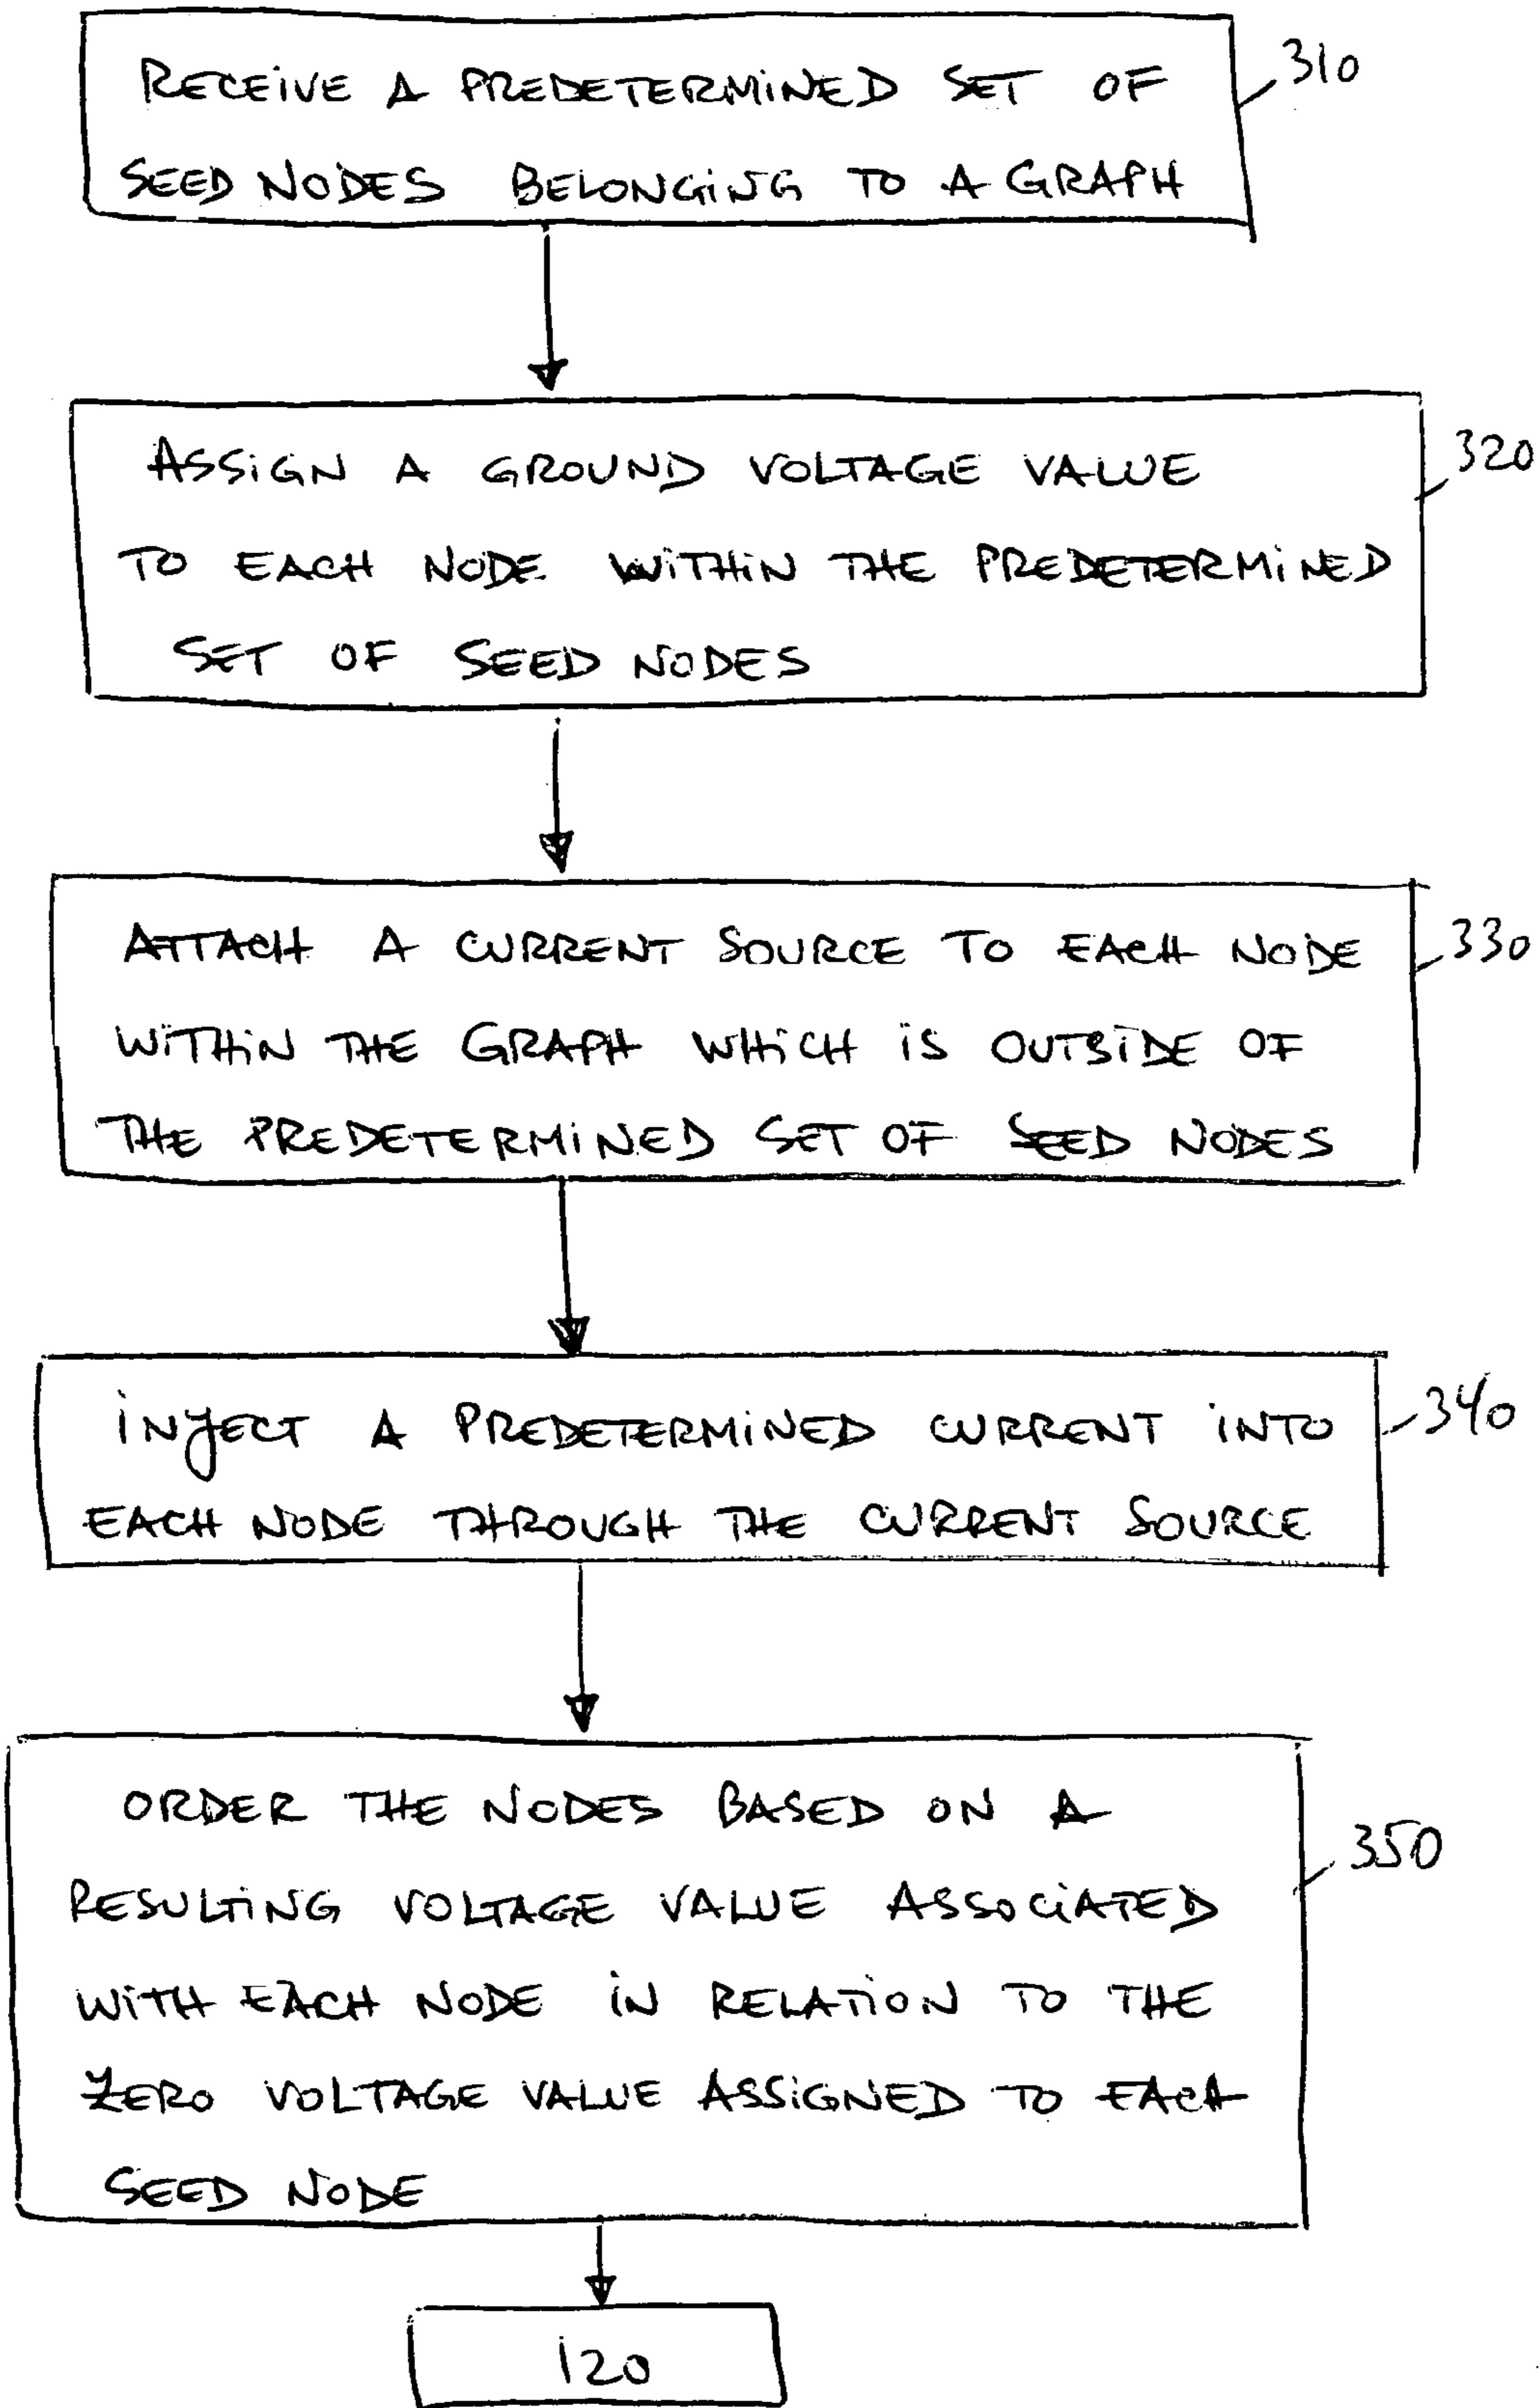 RECEIVE A PREDETERMINED SET OF
310
SEED NODES BELONGING TO A GRAPH
ASSIGN A GROUND VOLTAGE VALUE
320
TO EACH NODE WITHIN THE PREDETERMINED
SET OF SEED NODES
ATTACH A CURRENT SOURCE TO EACH NODE
330
WITHIN THE GRAPH WHICH IS OUTSIDE OF
THE PREDETERMINED SET OF SEED NODES
INJECT A PREDETERMINED CURRENT INTO
340
EACH NODE THROUGH THE CURRENT SOURCE
ORDER THE NODES BASED ON A
350
RESULTING VOLTAGE VALUE ASSOCIATED
WITH EACH NODE IN RELATION TO THE
ZERO VOLTAGE VALUE ASSIGNED TO EACH
SEED NODE
120